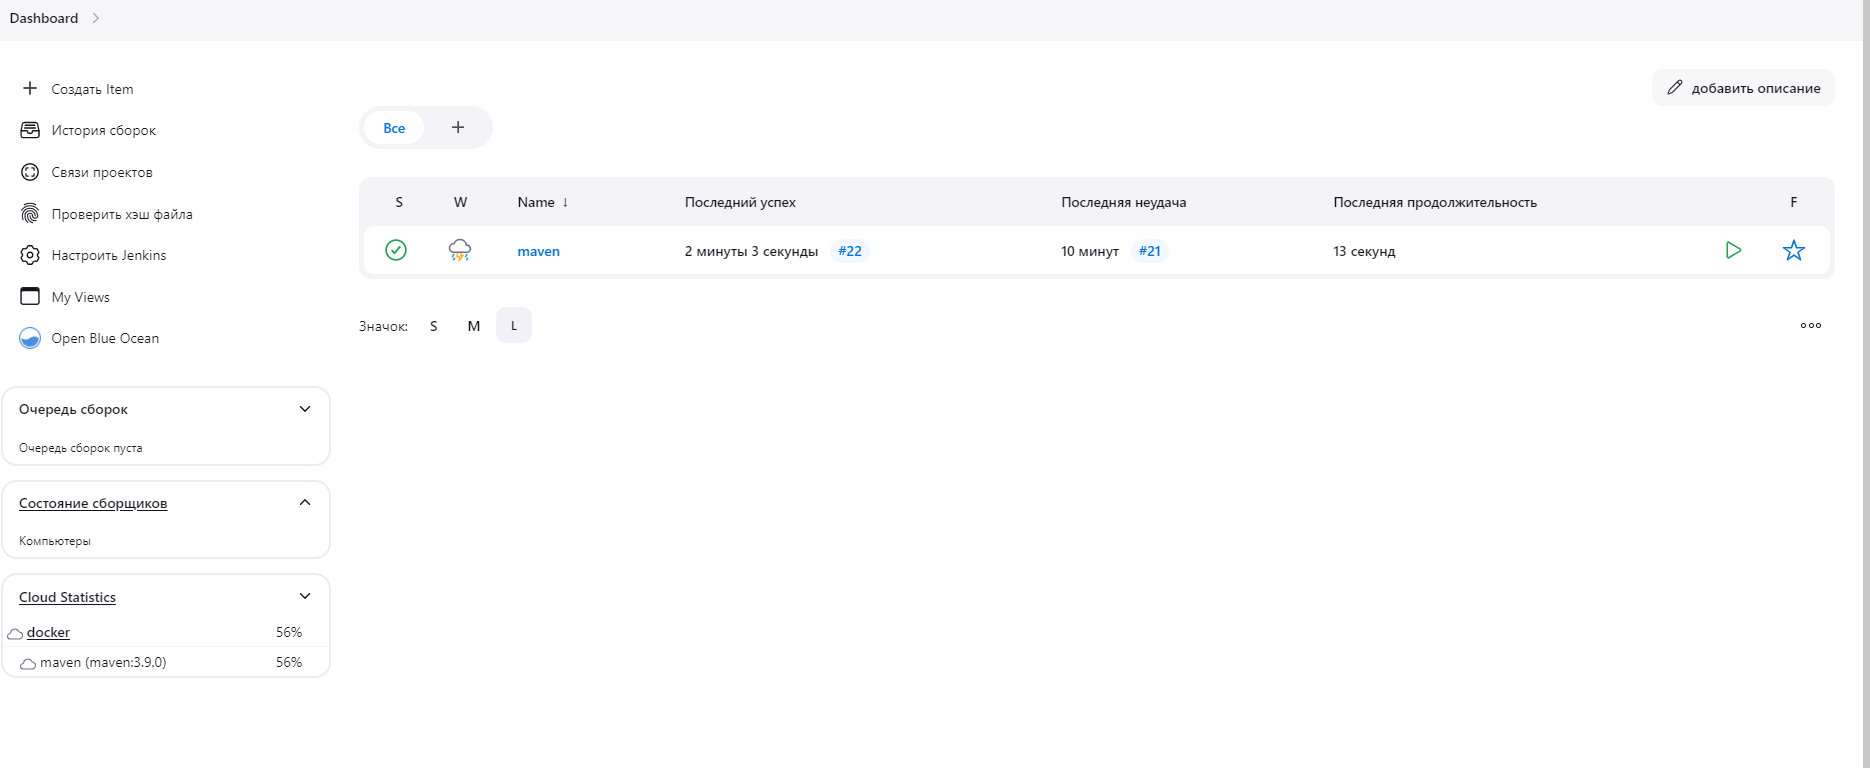 Dashboard
Создать Item
История сборок
Связи проектов
Проверить хэш файла
Настроить Jenkins
My Views
Open Blue Ocean
Очередь сборок
Очередь сборок пуста
Состояние сборщиков
Компьютеры
Cloud Statistics
docker 56%
maven (maven:3.9.0) 56%
добавить описание
Все +
S W Name ↓ Последний успех Последняя неудача Последняя продолжительность F
maven 2 минуты 3 секунды #22 10 минут #21 13 секунд
Значок: S M L